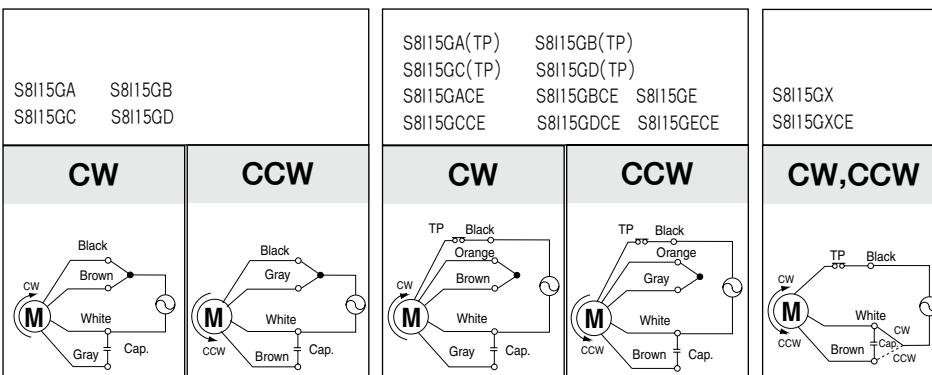 S8I15GA S8I15GB
S8I15GC S8I15GD
CW CCW
Black
Brown
CW
M
White
Gray Cap.
Black
Gray
M
White
CCW
Brown Cap.
S8I15GA(TP) S8I15GB(TP)
S8I15GC(TP) S8I15GD(TP)
S8I15GACE S8I15GBCE S8I15GE
S8I15GCCE S8I15GDCE S8I15GECE
CW CCW
TP Black
Orange
CW
Brown
M
White
Gray Cap.
TP Black
Orange
Gray
M
White
CCW
Brown Cap.
S8I15GX
S8I15GXCE
CW,CCW
TP Black
CW
M
White
CW
CCW
Brown
Cap.
CCW